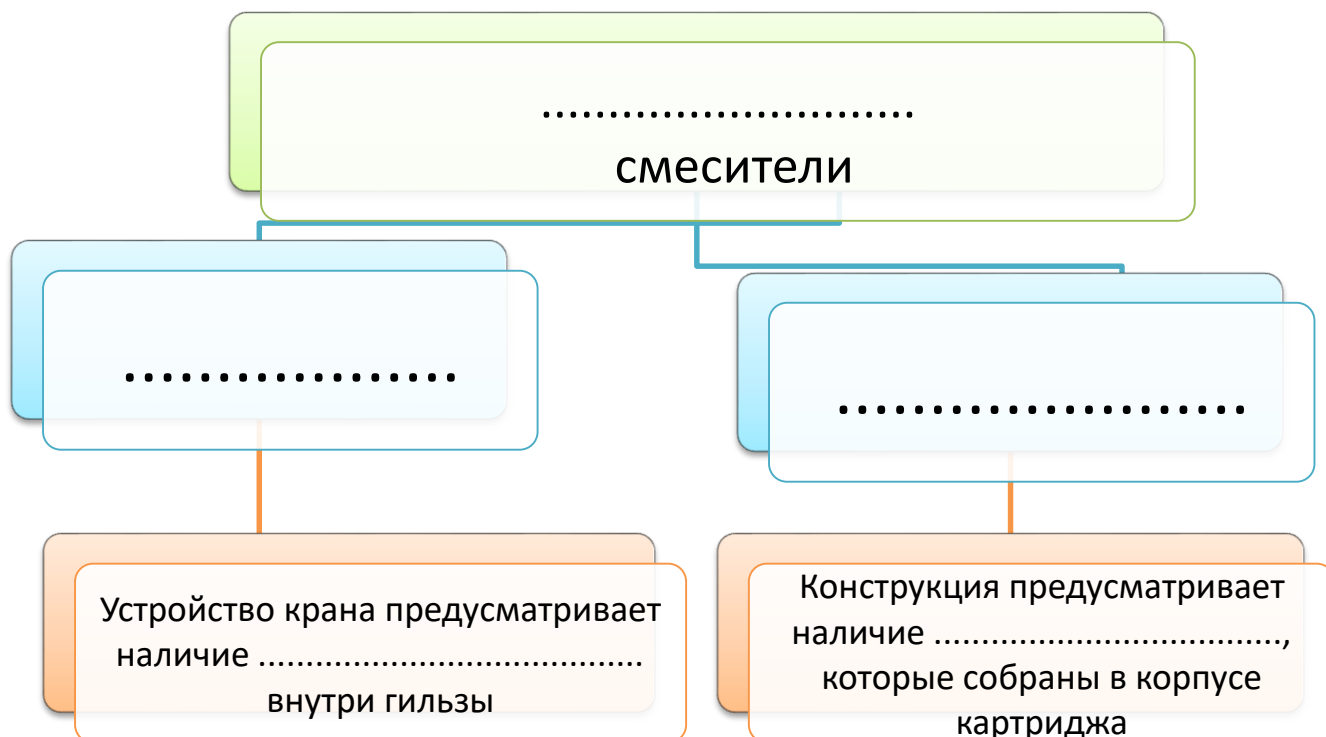 ............................
смесители
..................
......................
Устройство крана предусматривает
наличие ........................................
внутри гильзы
Конструкция предусматривает
наличие ....................................,
которые собраны в корпусе
картриджа